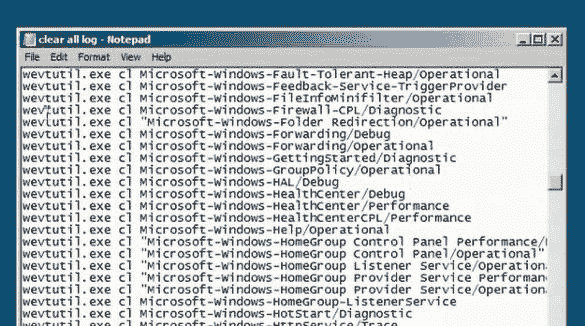 clear all log - Notepad
File Edit Format View Help
wevtutil.exe cl Microsoft-Windows-Fault-Tolerant-Heap/Operational
wevtutil.exe cl Microsoft-Windows-Feedback-Service-TriggerProvider
wevtutil.exe cl Microsoft-Windows-FileInfoMinifilter/Operational
wevtutil.exe cl Microsoft-Windows-Firewall-CPL/Diagnostic
wevtutil.exe cl "Microsoft-Windows-Folder Redirection/Operational"
wevtutil.exe cl Microsoft-Windows-Forwarding/Debug
wevtutil.exe cl Microsoft-Windows-Forwarding/Operational
wevtutil.exe cl Microsoft-Windows-GettingStarted/Diagnostic
wevtutil.exe cl Microsoft-Windows-GroupPolicy/Operational
wevtutil.exe cl Microsoft-Windows-HAL/Debug
wevtutil.exe cl Microsoft-Windows-HealthCenter/Debug
wevtutil.exe cl Microsoft-Windows-HealthCenter/Performance
wevtutil.exe cl Microsoft-Windows-HealthCenterCPL/Performance
wevtutil.exe cl Microsoft-Windows-Help/Operational
wevtutil.exe cl "Microsoft-Windows-HomeGroup Control Panel Performance/
wevtutil.exe cl "Microsoft-Windows-HomeGroup Control Panel/Operational"
wevtutil.exe cl "Microsoft-Windows-HomeGroup Listener Service/Operation
wevtutil.exe cl "Microsoft-Windows-HomeGroup Provider Service Performan
wevtutil.exe cl "Microsoft-Windows-HomeGroup Provider Service/Operation
wevtutil.exe cl Microsoft-Windows-HomeGroup-ListenerService
wevtutil.exe cl Microsoft-Windows-HotStart/Diagnostic
wevtutil.exe cl Microsoft-Windows-HttpService/Trace